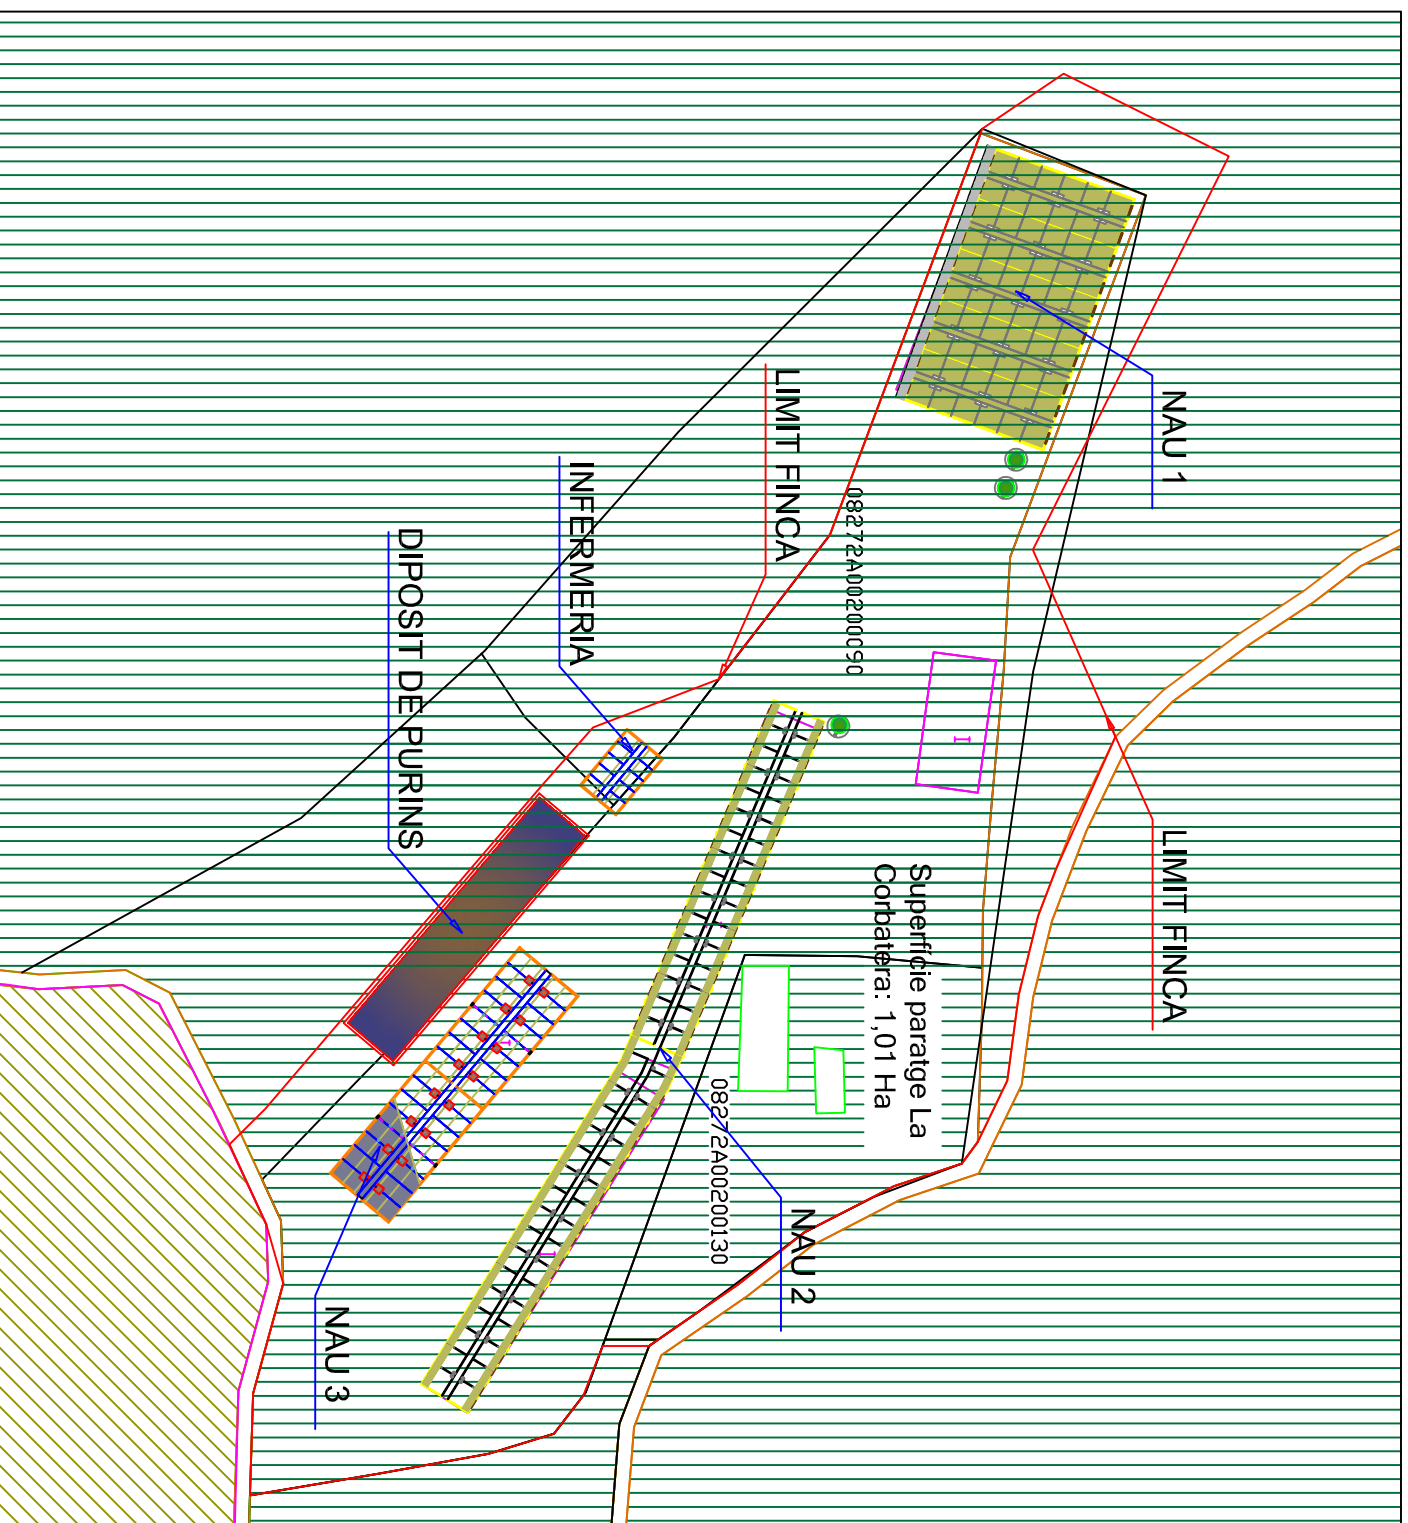 NAU 1
LIMIT FINCA
Superfície paratge La
Corbatera: 1,01 Ha
08272A00200090
LIMIT FINCA
NAU 2
08272A00200130
INFERMERIA
DIPOSIT DE PURINS
NAU 3
I
I
I